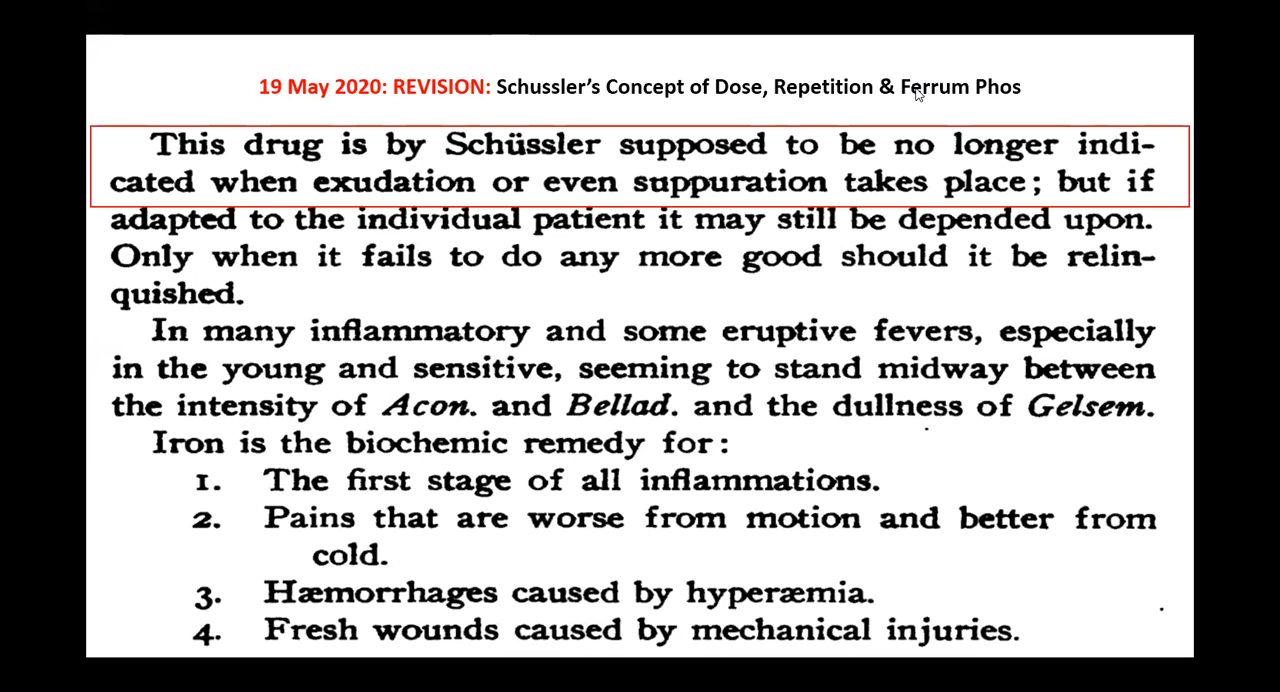 19 May 2020: REVISION: Schussler’s Concept of Dose, Repetition & Ferrum Phos
This drug is by Schüssler supposed to be no longer indi-
cated when exudation or even suppuration takes place; but if
adapted to the individual patient it may still be depended upon.
Only when it fails to do any more good should it be relin-
quished.
In many inflammatory and some eruptive fevers, especially
in the young and sensitive, seeming to stand midway between
the intensity of Acon. and Bellad. and the dullness of Gelsem.
Iron is the biochemic remedy for:
1. The first stage of all inflammations.
2. Pains that are worse from motion and better from
cold.
3. Hæmorrhages caused by hyperæmia.
4. Fresh wounds caused by mechanical injuries.